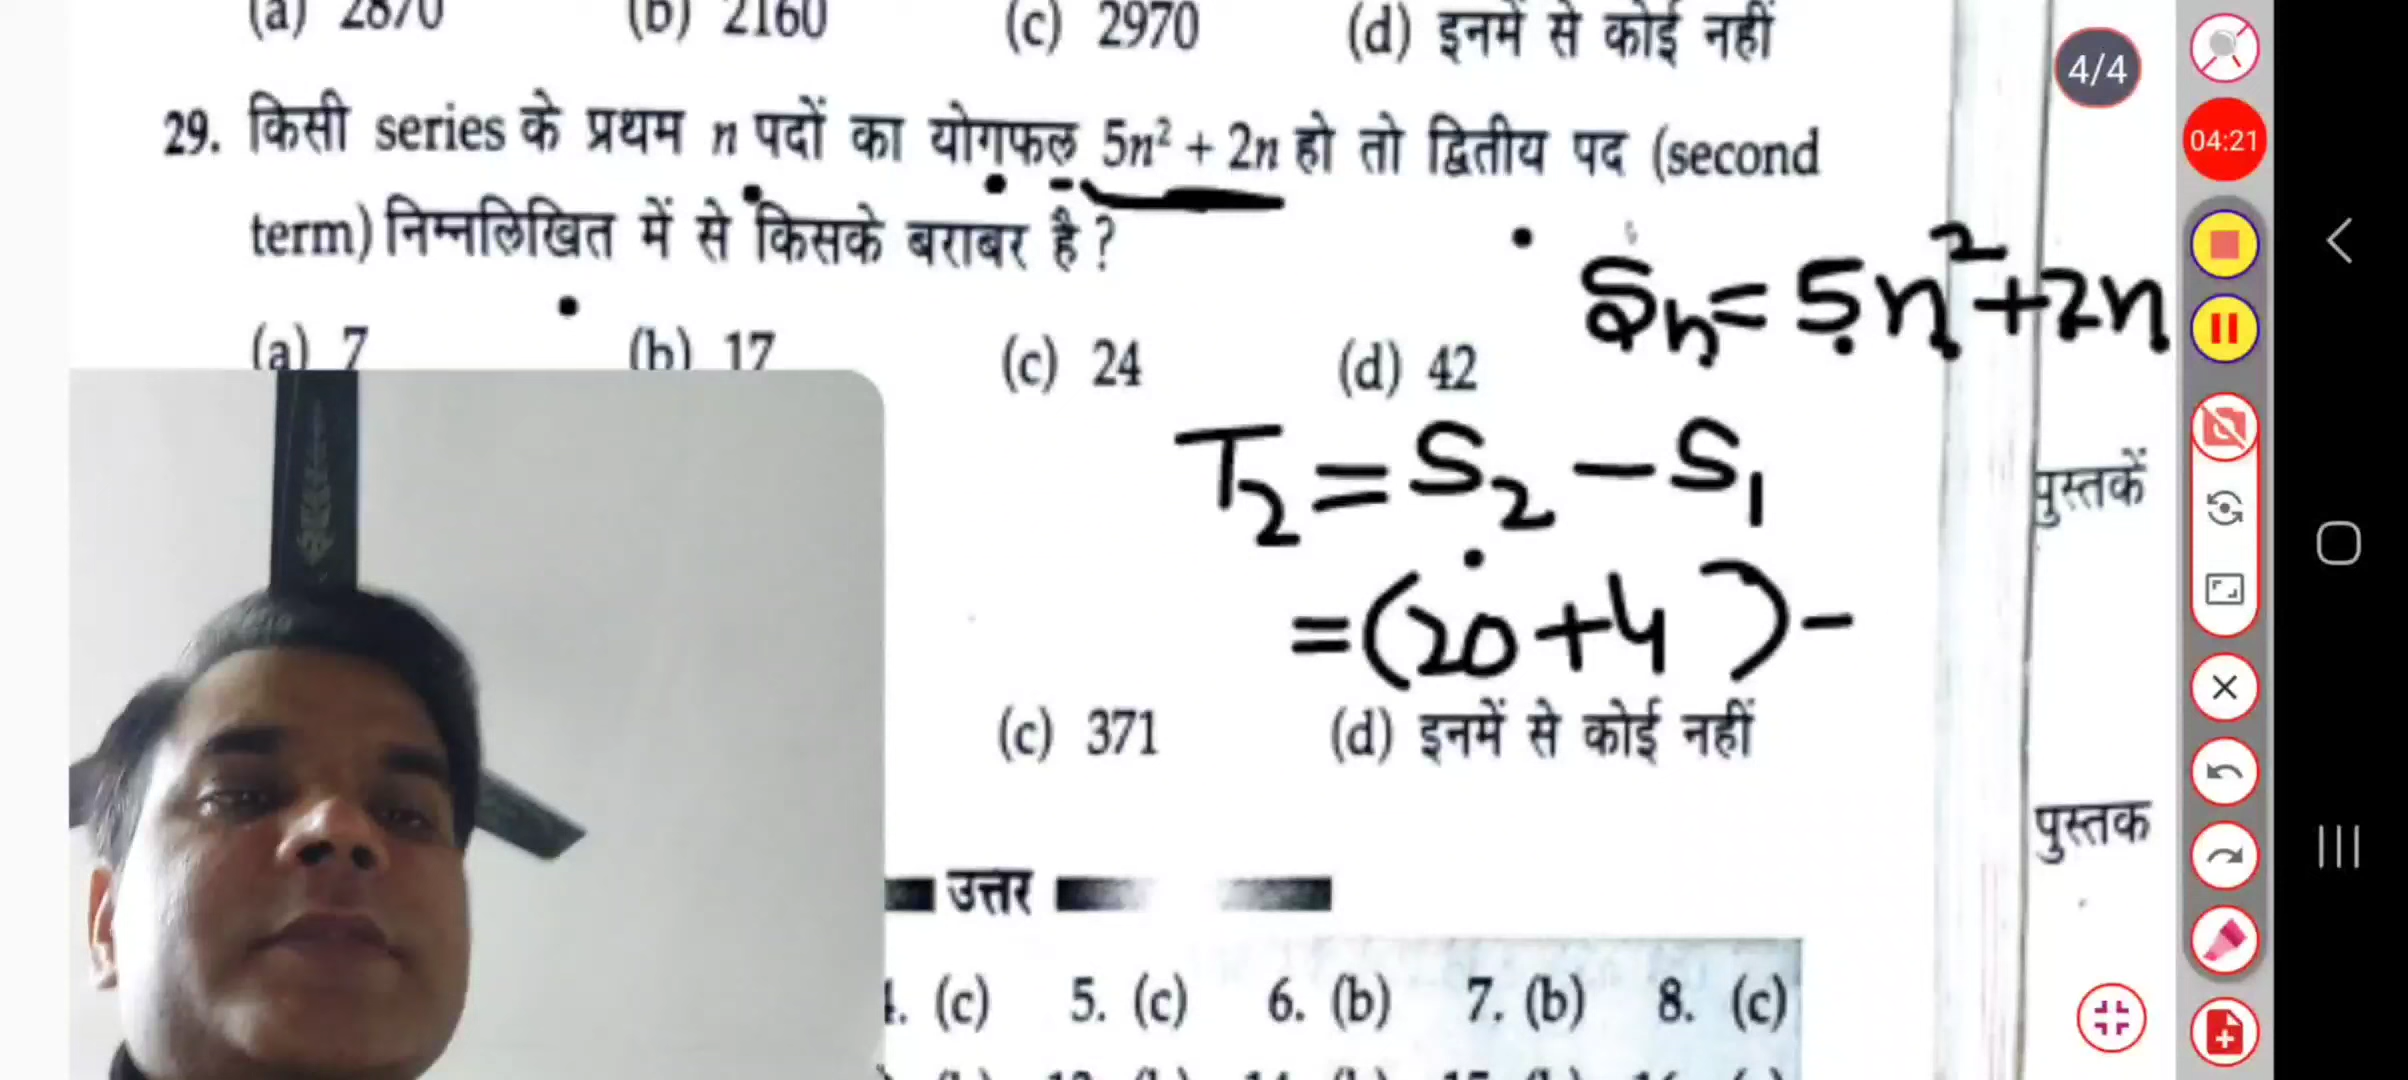 (a) 2870 (b) 2160 (c) 2970 (d) इनमें से कोई नहीं
4/4
04:21
29. किसी series के प्रथम n पदों का योगफल 5n² + 2n हो तो द्वितीय पद (second
term) निम्नलिखित में से किसके बराबर है ?
Sn = 5n² + 2n
(a) 7 (b) 17 (c) 24 (d) 42
T2 = S2 - S1
पुस्तकें
= (20 + 4) -
(c) 371 (d) इनमें से कोई नहीं
पुस्तक
उत्तर
4. (c) 5. (c) 6. (b) 7. (b) 8. (c)